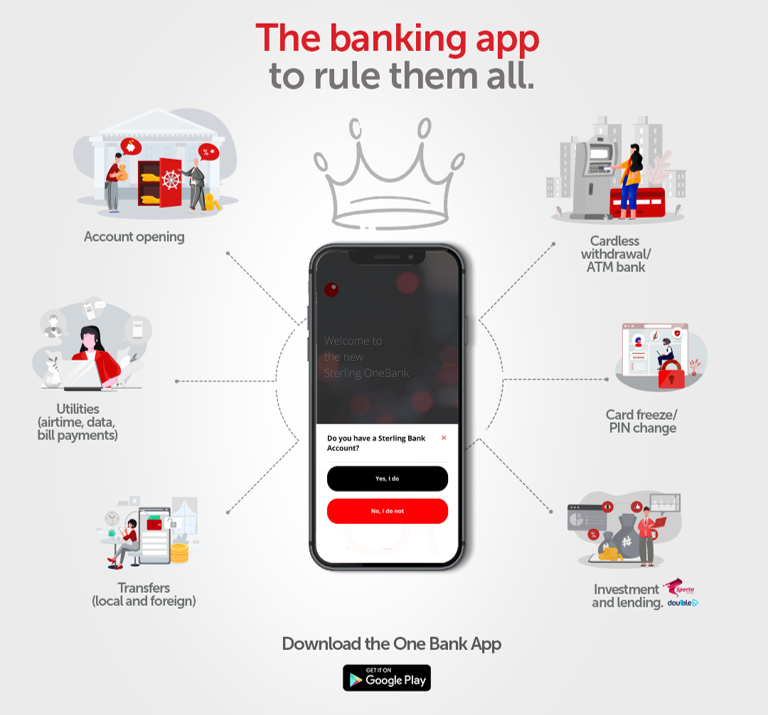 The banking app
to rule them all.
Account opening
Cardless
withdrawal/
ATM bank
Welcome to
the new
Sterling OneBank
Utilities
(airtime, data,
bill payments)
Card freeze/
PIN change
Do you have a Sterling Bank
Account?
Yes, I do
No, I do not
Transfers
(local and foreign)
Investment
and lending.
Specta
doubble
Download the One Bank App
GET IT ON
Google Play